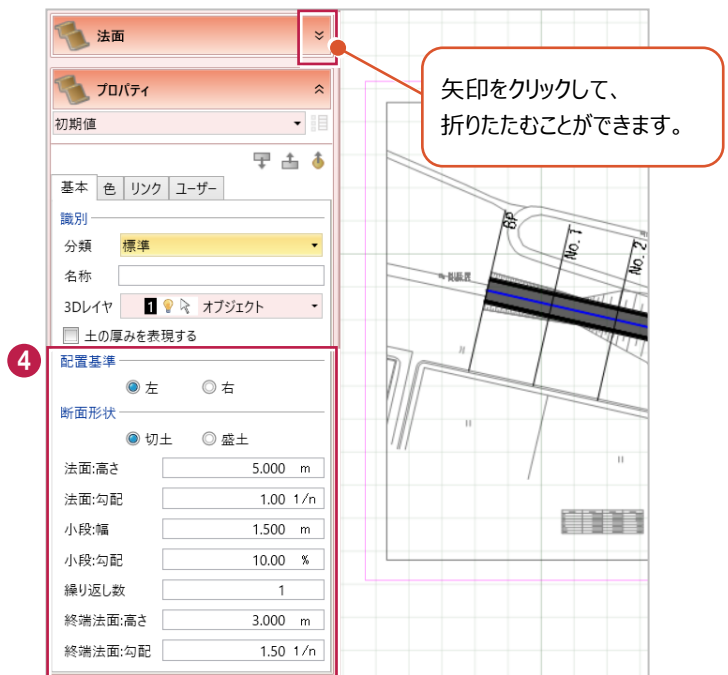 法面
矢印をクリックして、
折りたたむことができます。
プロパティ
初期値
基本 色 リンク ユーザー
識別
分類 標準
名称
3Dレイヤ 1 オブジェクト
土の厚みを表現する
4
配置基準
左 右
断面形状
切土 盛土
法面:高さ 5.000 m
法面:勾配 1.00 1/n
小段:幅 1.500 m
小段:勾配 10.00 %
繰り返し数 1
終端法面:高さ 3.000 m
終端法面:勾配 1.50 1/n
BP
No. 1
No. 2